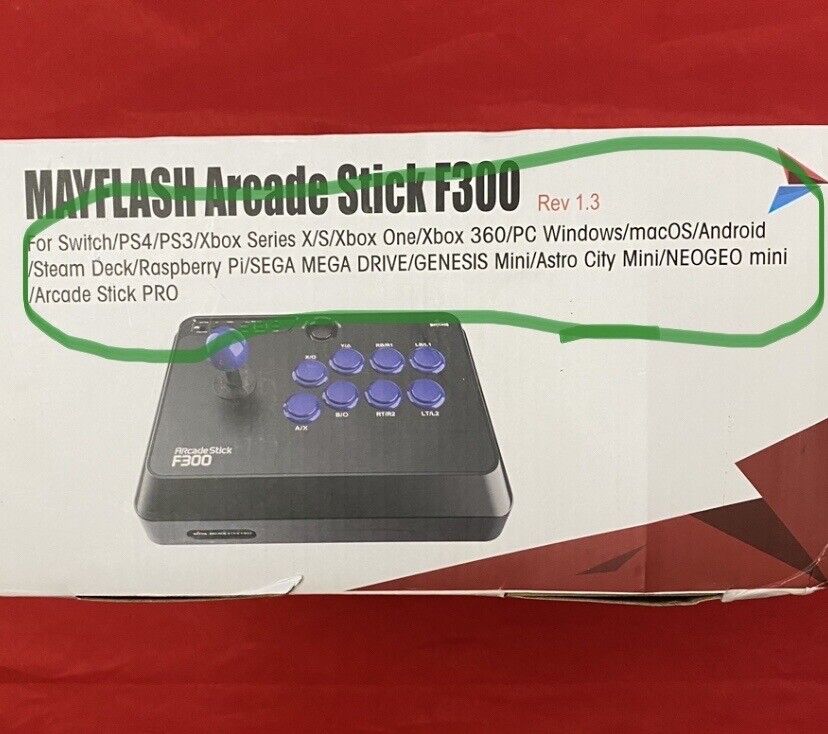 MAYFLASH Arcade Stick F300 Rev 1.3
For Switch/PS4/PS3/Xbox Series X/S/Xbox One/Xbox 360/PC Windows/macOS/Android
/Steam Deck/Raspberry Pi/SEGA MEGA DRIVE/GENESIS Mini/Astro City Mini/NEOGEO mini
/Arcade Stick PRO
Y/Δ RB/R1 LB/L1
X/O
B/O RT/R2 LT/L2
A/X
ARcade Stick
F300